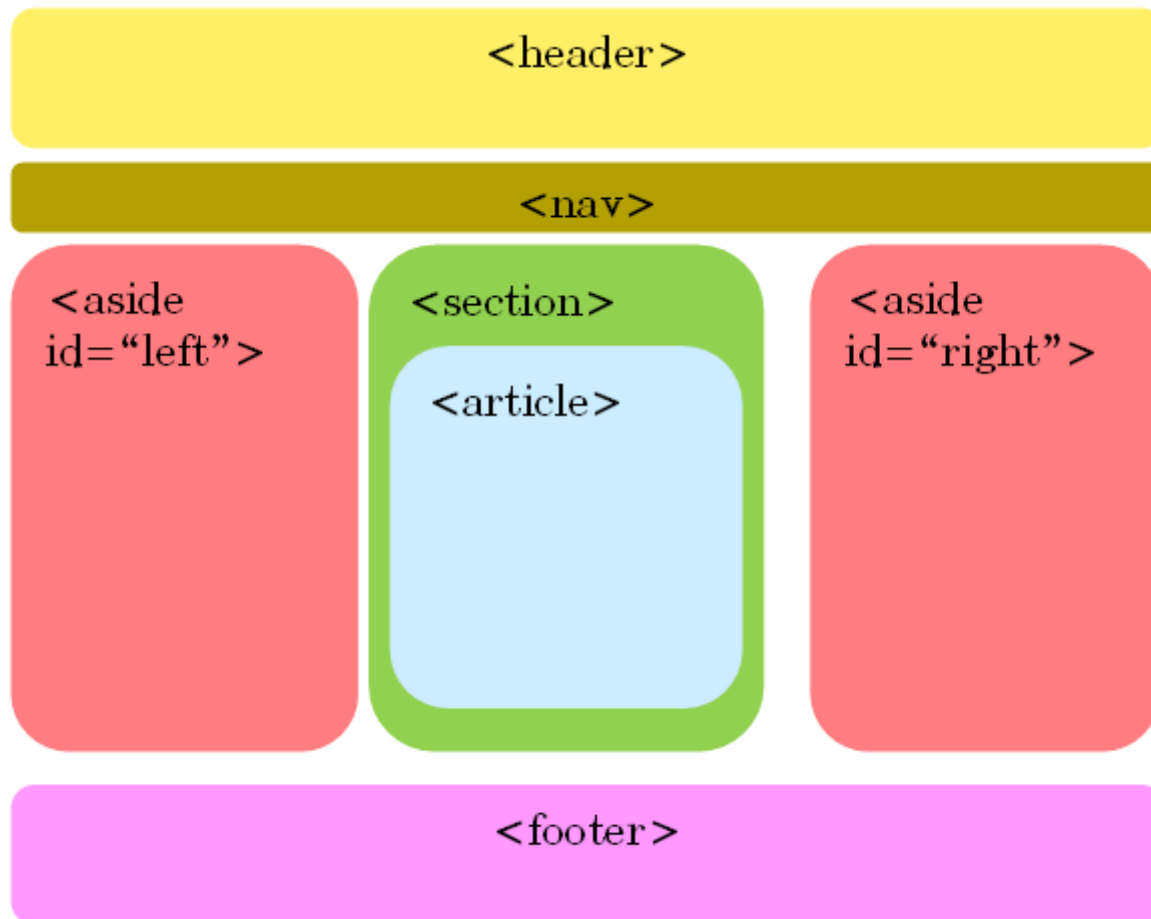 <header>
<nav>
<aside
id=“left”>
<section>
<article>
<aside
id=“right”>
<footer>